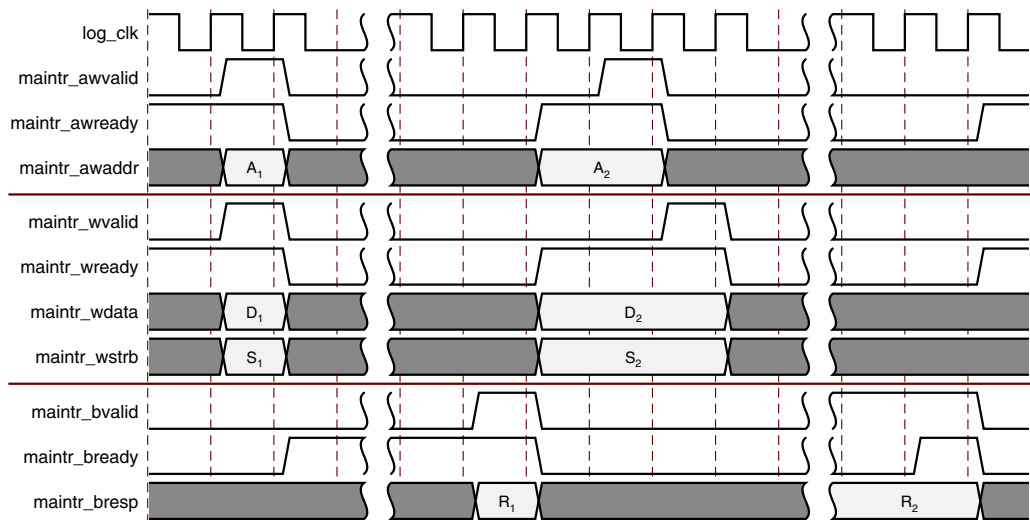 log_clk
maintr_awvalid
maintr_awready
maintr_awaddr A₁ A₂
maintr_wvalid
maintr_wready
maintr_wdata D₁ D₂
maintr_wstrb S₁ S₂
maintr_bvalid
maintr_bready
maintr_bresp R₁ R₂